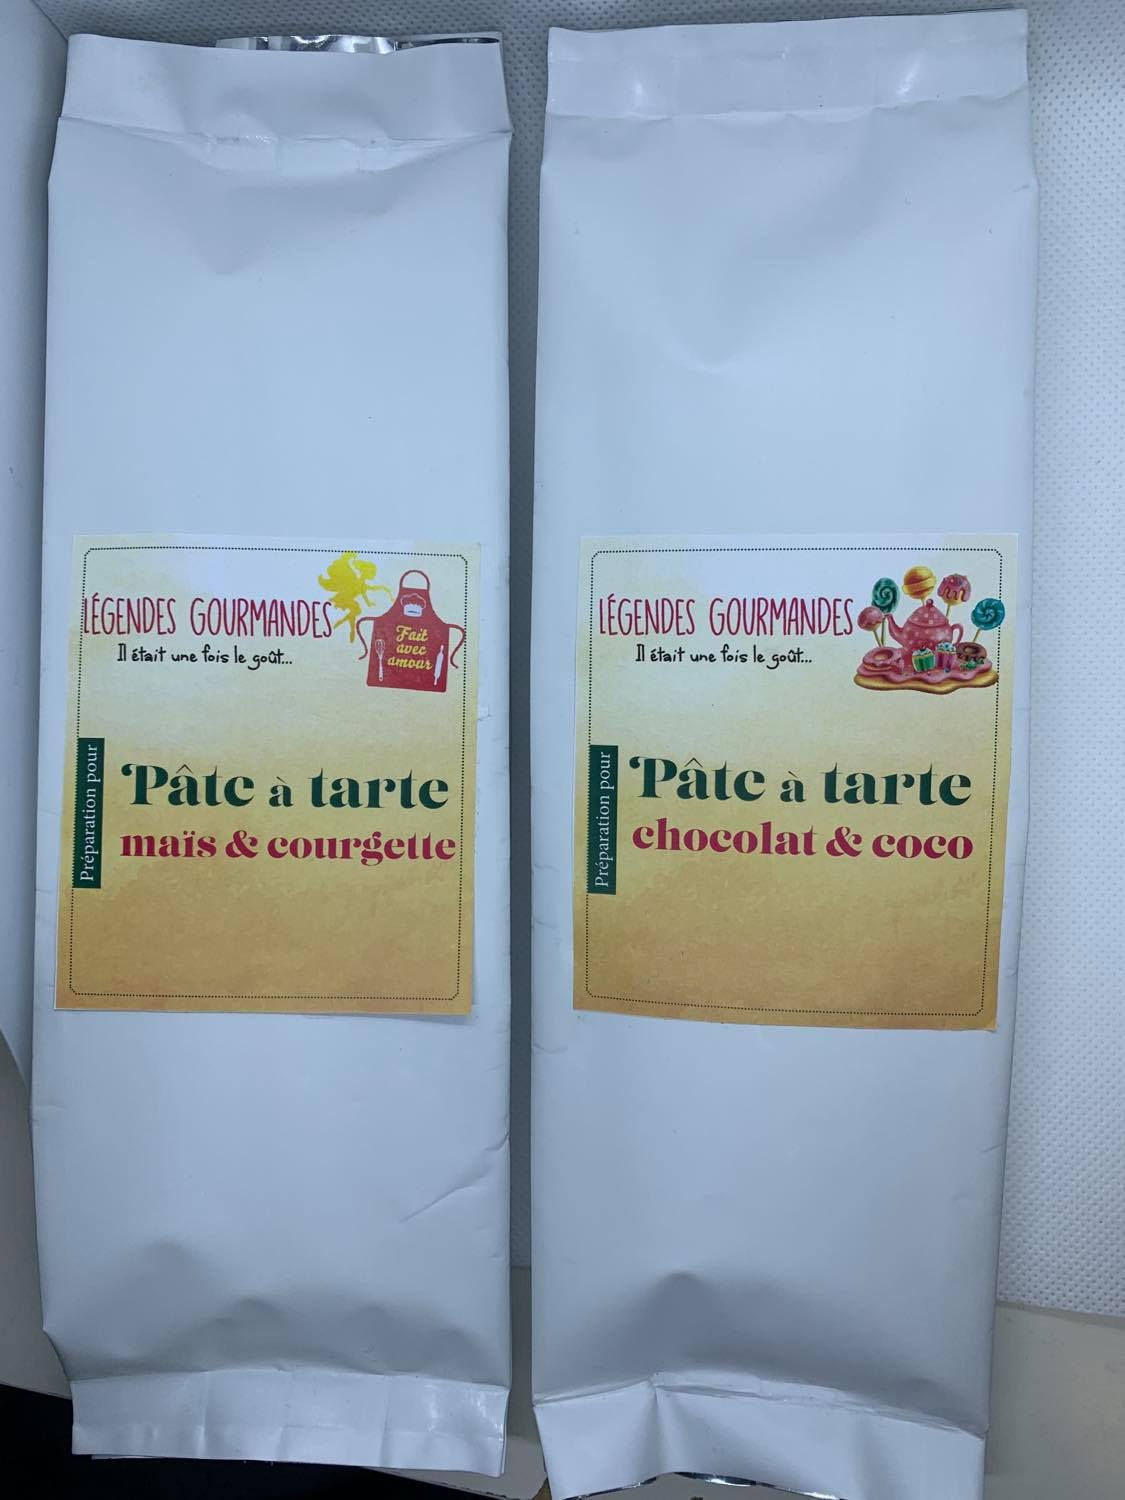 LÉGENDES GOURMANDES
Il était une fois le goût...
Fait
avec
amour
Préparation pour
Pâte à tarte
maïs & courgette
LÉGENDES GOURMANDES
Il était une fois le goût...
Préparation pour
Pâte à tarte
chocolat & coco